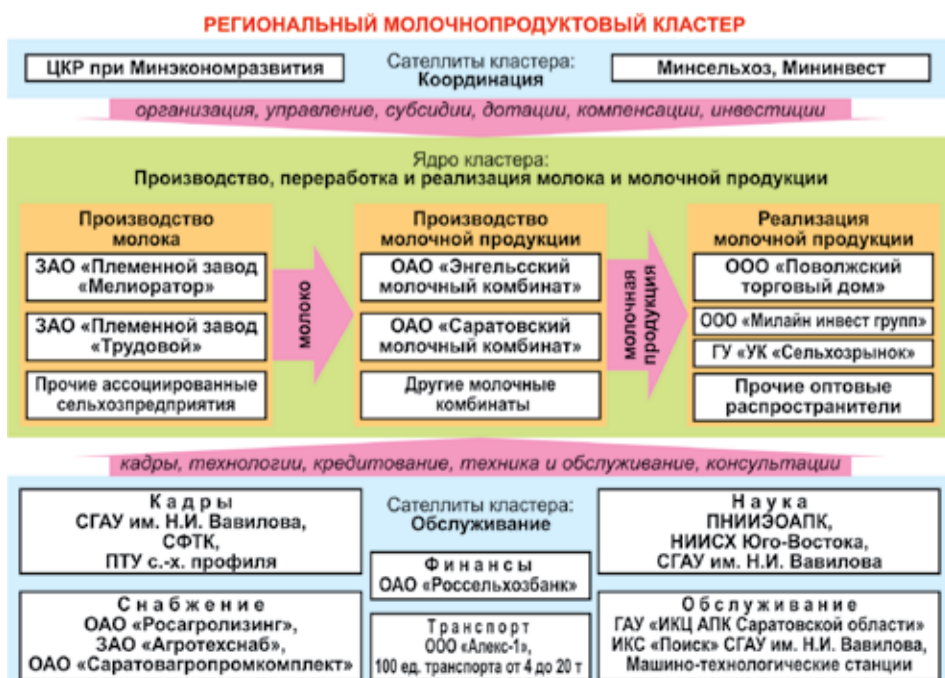 РЕГИОНАЛЬНЫЙ МОЛОЧНОПРОДУКТОВЫЙ КЛАСТЕР
ЦКР при Минэкономразвития
Сателлиты кластера:
Координация
Минсельхоз, Мининвест
организация, управление, субсидии, дотации, компенсации, инвестиции
Ядро кластера:
Производство, переработка и реализация молока и молочной продукции
Производство
молока
ЗАО «Племенной завод
«Мелиоратор»
ЗАО «Племенной завод
«Трудовой»
Прочие ассоциированные
сельхозпредприятия
молоко
Производство
молочной продукции
ОАО «Энгельсский
молочный комбинат»
ОАО «Саратовский
молочный комбинат»
Другие молочные
комбинаты
молочная
продукция
Реализация
молочной продукции
ООО «Поволжский
торговый дом»
ООО «Милайн инвест групп»
ГУ «УК «Сельхозрынок»
Прочие оптовые
распространители
кадры, технологии, кредитование, техника и обслуживание, консультации
Кадры
СГАУ им. Н.И. Вавилова,
СФТК,
ПТУ с.-х. профиля
Сателлиты кластера:
Обслуживание
Наука
ПНИИЭОАПК,
НИИСХ Юго-Востока,
СГАУ им. Н.И. Вавилова
Финансы
ОАО «Россельхозбанк»
Снабжение
ОАО «Росагролизинг»,
ЗАО «Агротехснаб»,
ОАО «Саратовагропромкомплект»
Транспорт
ООО «Алекс-1»,
100 ед. транспорта от 4 до 20 т
Обслуживание
ГАУ «ИКЦ АПК Саратовской области»
ИКС «Поиск» СГАУ им. Н.И. Вавилова,
Машино-технологические станции